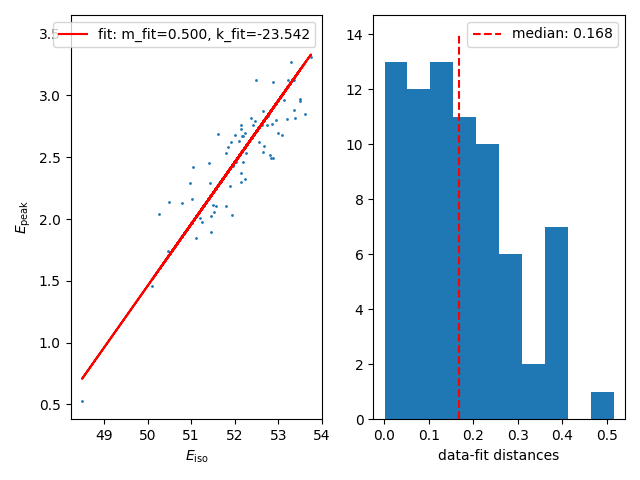 fit: m_fit=0.500, k_fit=-23.542
3.5
3.0
2.5
2.0
1.5
1.0
0.5
E_peak
49 50 51 52 53 54
E_iso
median: 0.168
14
12
10
8
6
4
2
0
0.0 0.1 0.2 0.3 0.4 0.5
data-fit distances